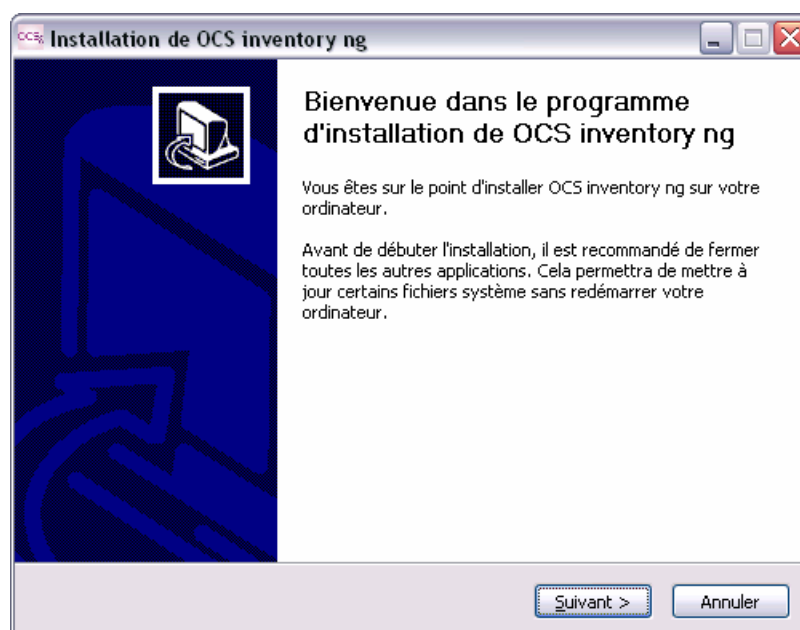 Installation de OCS inventory ng
Bienvenue dans le programme
d'installation de OCS inventory ng
Vous êtes sur le point d'installer OCS inventory ng sur votre
ordinateur.
Avant de débuter l'installation, il est recommandé de fermer
toutes les autres applications. Cela permettra de mettre à
jour certains fichiers système sans redémarrer votre
ordinateur.
Suivant >
Annuler